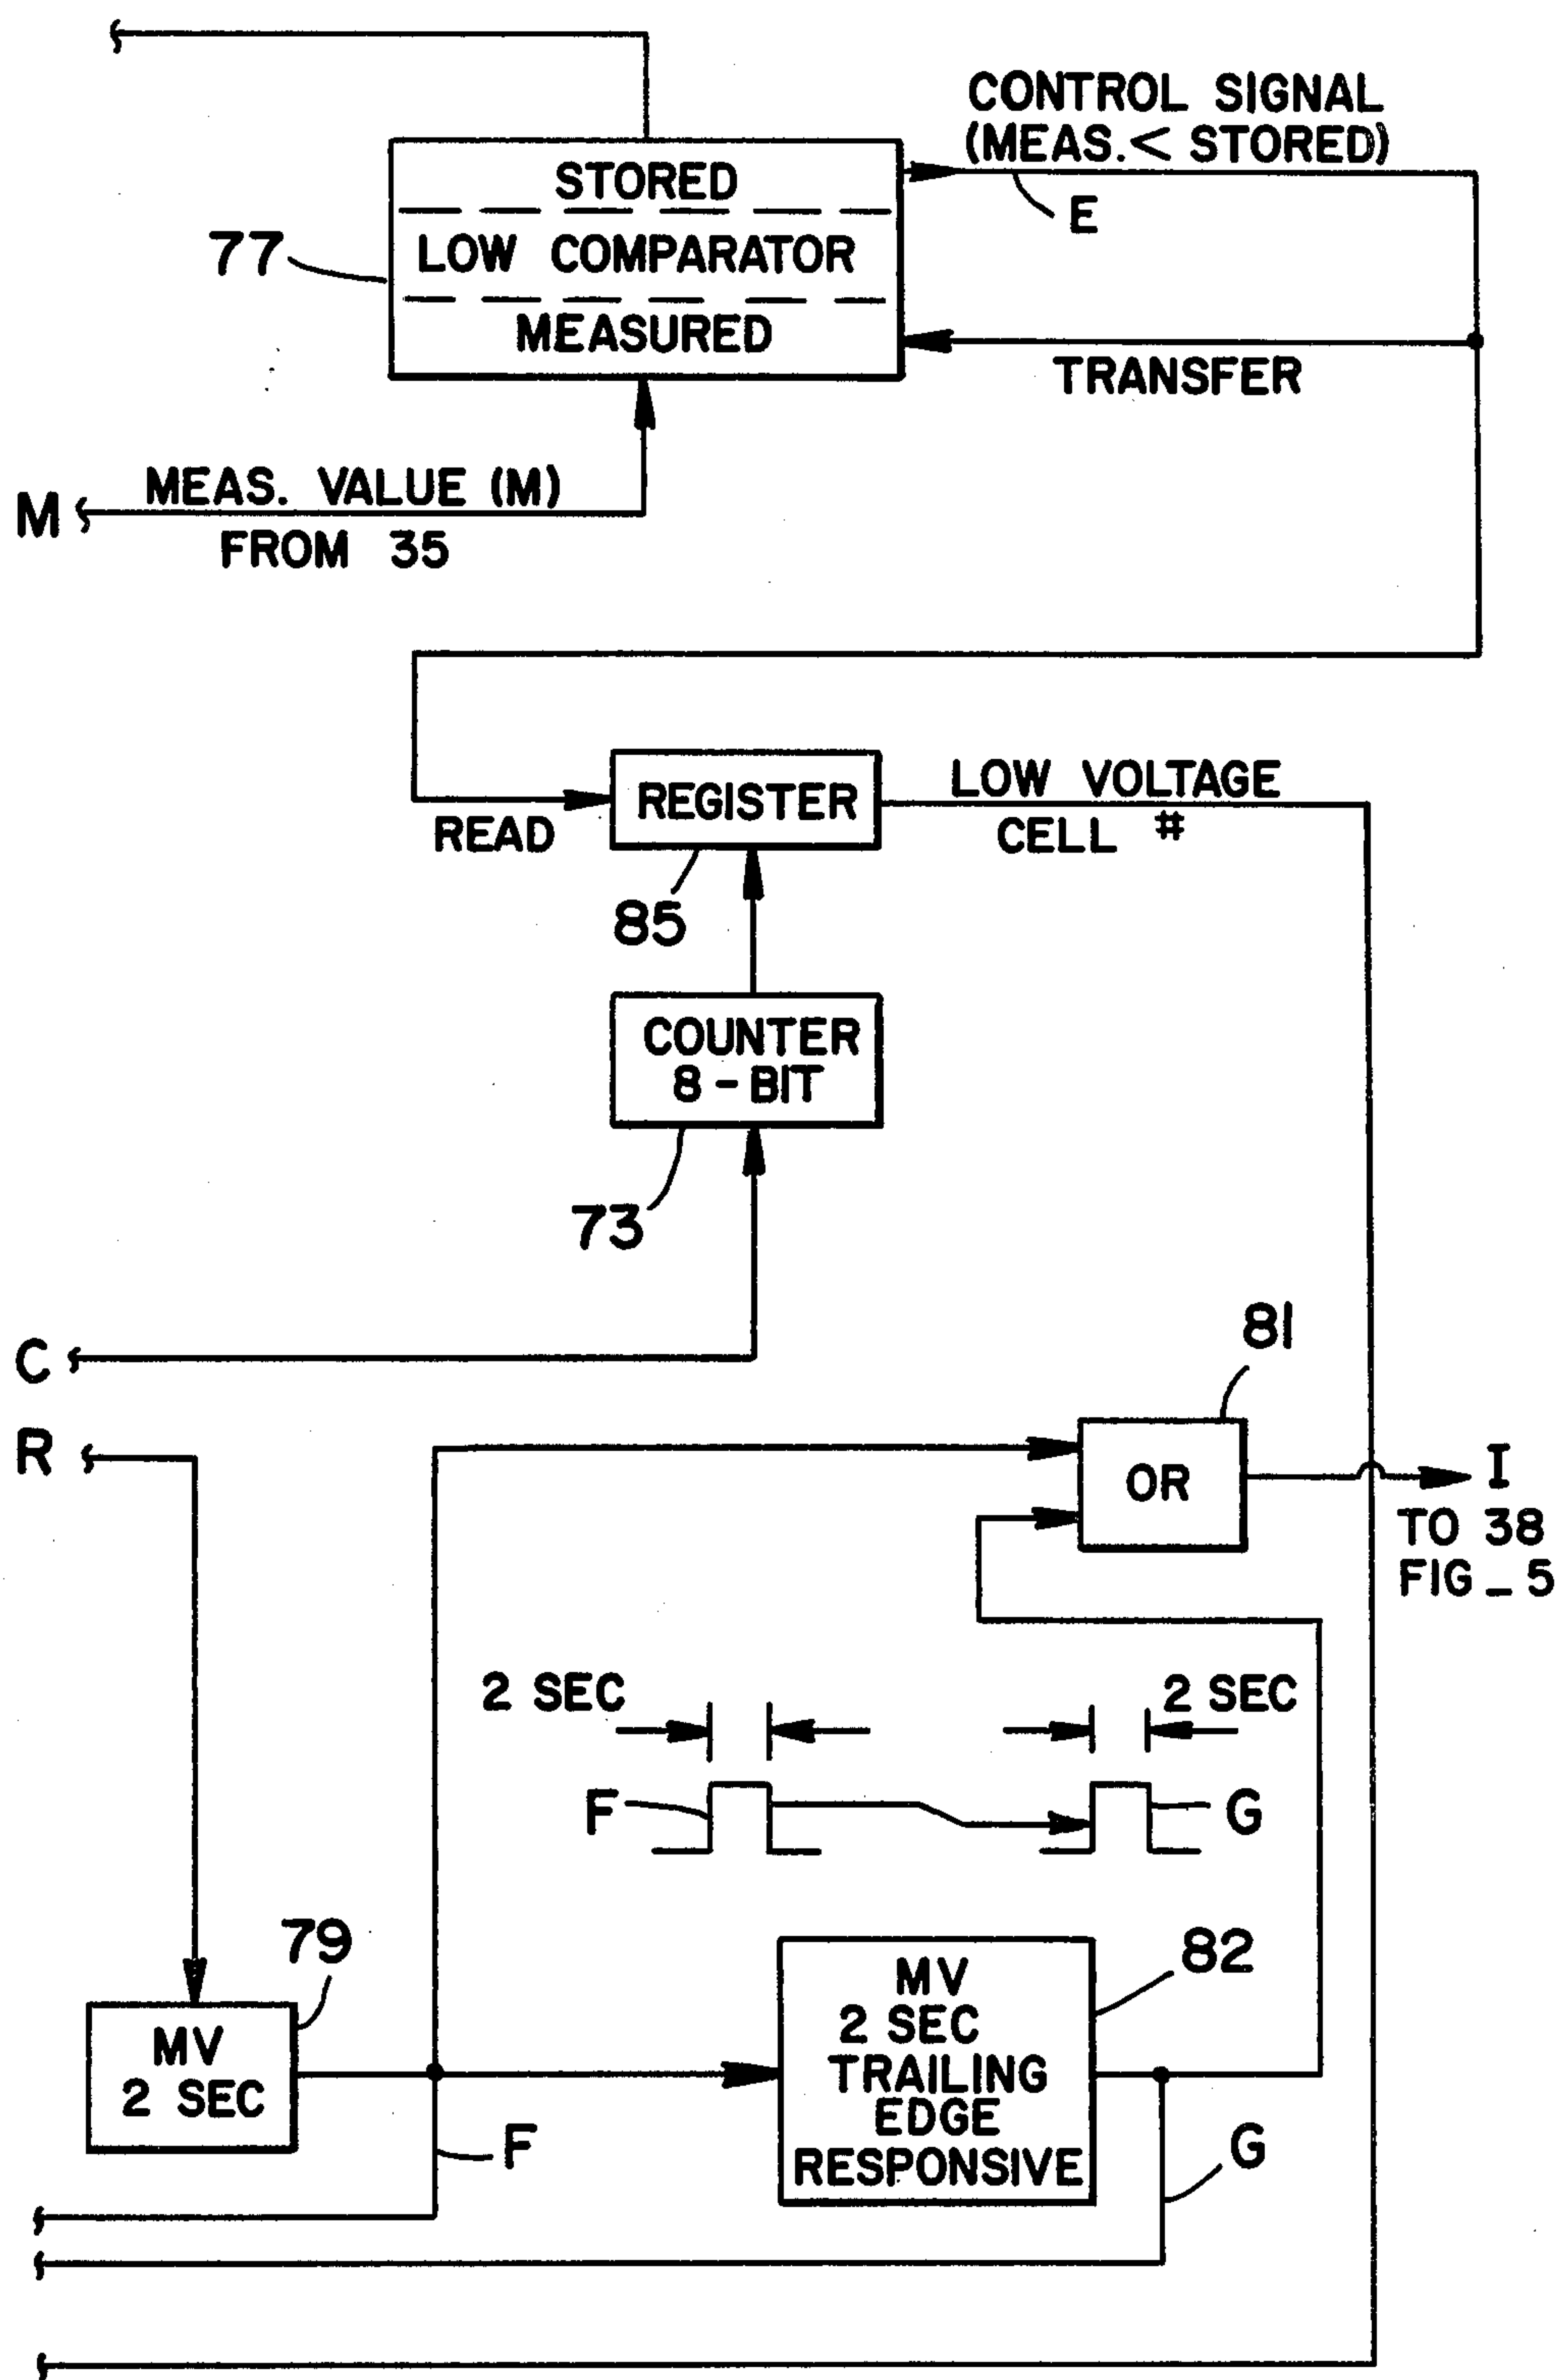 CONTROL SIGNAL
(MEAS.< STORED)
STORED
E
77
LOW COMPARATOR
MEASURED
TRANSFER
MEAS. VALUE (M)
M
FROM 35
LOW VOLTAGE
REGISTER
READ
CELL #
85
COUNTER
8-BIT
73
81
C
R
OR
I
TO 38
FIG_5
2 SEC
2 SEC
F
G
79
82
MV
2 SEC
MV
2 SEC
TRAILING
EDGE
RESPONSIVE
F
G